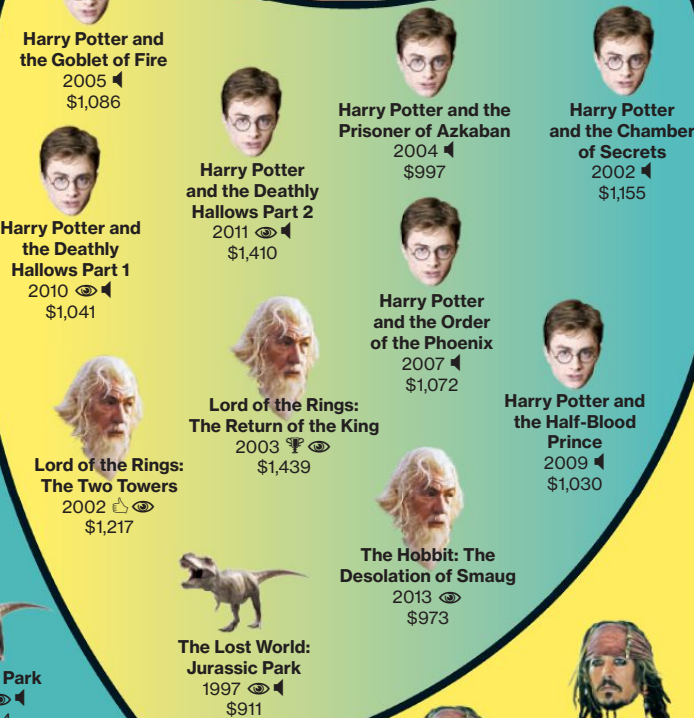 Harry Potter and
the Goblet of Fire
2005
$1,086
Harry Potter and the
Prisoner of Azkaban
2004
$997
Harry Potter
and the Chamber
of Secrets
2002
$1,155
Harry Potter
and the Deathly
Hallows Part 2
2011
$1,410
Harry Potter and
the Deathly
Hallows Part 1
2010
$1,041
Harry Potter
and the Order
of the Phoenix
2007
$1,072
Lord of the Rings:
The Return of the King
2003
$1,439
Harry Potter and
the Half-Blood
Prince
2009
$1,030
Lord of the Rings:
The Two Towers
2002
$1,217
The Hobbit: The
Desolation of Smaug
2013
$973
The Lost World:
Jurassic Park
1997
$911
Park